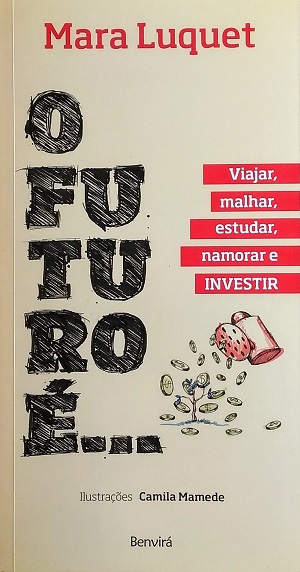 Mara Luquet
O
FU
TU
RO
É...
Viajar,
malhar,
estudar,
namorar e
INVESTIR
Ilustrações Camila Mamede
Benvirá